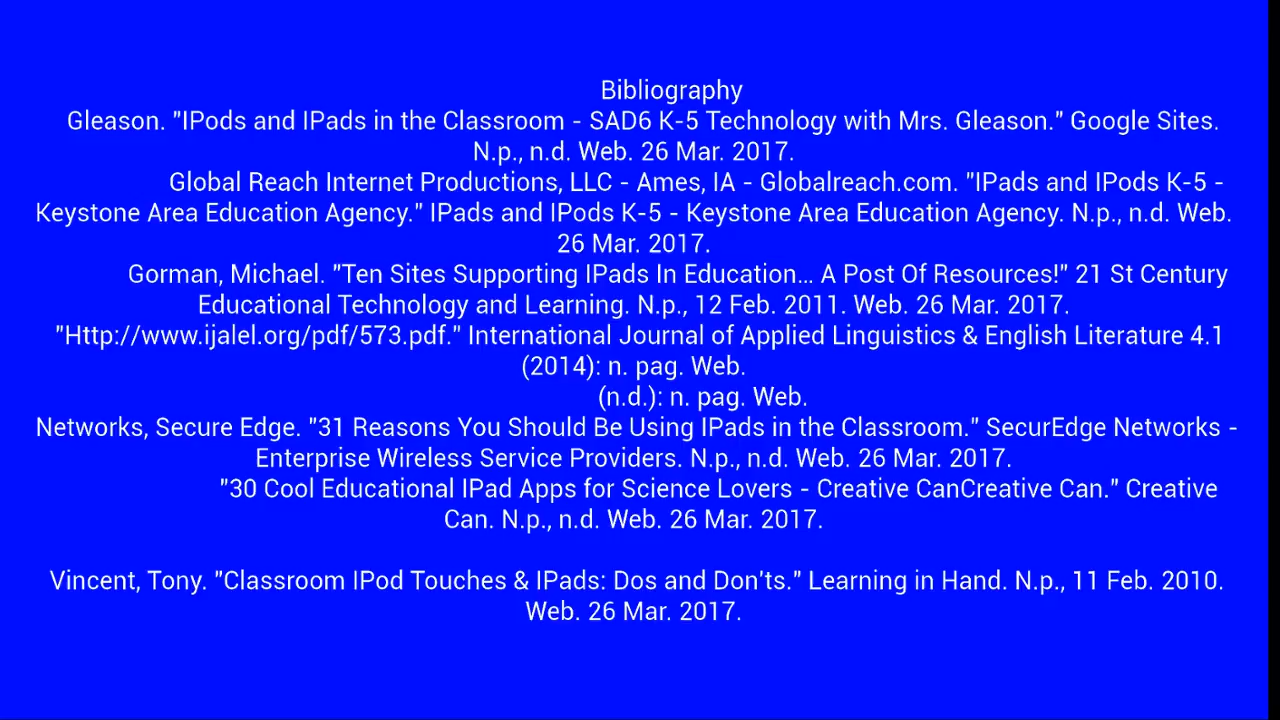 Bibliography
Gleason. "IPods and IPads in the Classroom - SAD6 K-5 Technology with Mrs. Gleason." Google Sites.
N.p., n.d. Web. 26 Mar. 2017.
Global Reach Internet Productions, LLC - Ames, IA - Globalreach.com. "IPads and IPods K-5 -
Keystone Area Education Agency." IPads and IPods K-5 - Keystone Area Education Agency. N.p., n.d. Web.
26 Mar. 2017.
Gorman, Michael. "Ten Sites Supporting IPads In Education… A Post Of Resources!" 21 St Century
Educational Technology and Learning. N.p., 12 Feb. 2011. Web. 26 Mar. 2017.
"Http://www.ijalel.org/pdf/573.pdf." International Journal of Applied Linguistics & English Literature 4.1
(2014): n. pag. Web.
(n.d.): n. pag. Web.
Networks, Secure Edge. "31 Reasons You Should Be Using IPads in the Classroom." SecurEdge Networks -
Enterprise Wireless Service Providers. N.p., n.d. Web. 26 Mar. 2017.
"30 Cool Educational IPad Apps for Science Lovers - Creative CanCreative Can." Creative
Can. N.p., n.d. Web. 26 Mar. 2017.
Vincent, Tony. "Classroom IPod Touches & IPads: Dos and Don'ts." Learning in Hand. N.p., 11 Feb. 2010.
Web. 26 Mar. 2017.